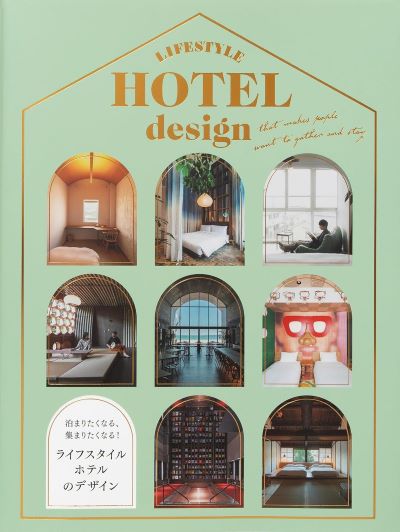 LIFESTYLE
HOTEL
design
that makes people
want to gather and stay
泊まりたくなる、
集まりたくなる！
ライフスタイル
ホテル
のデザイン